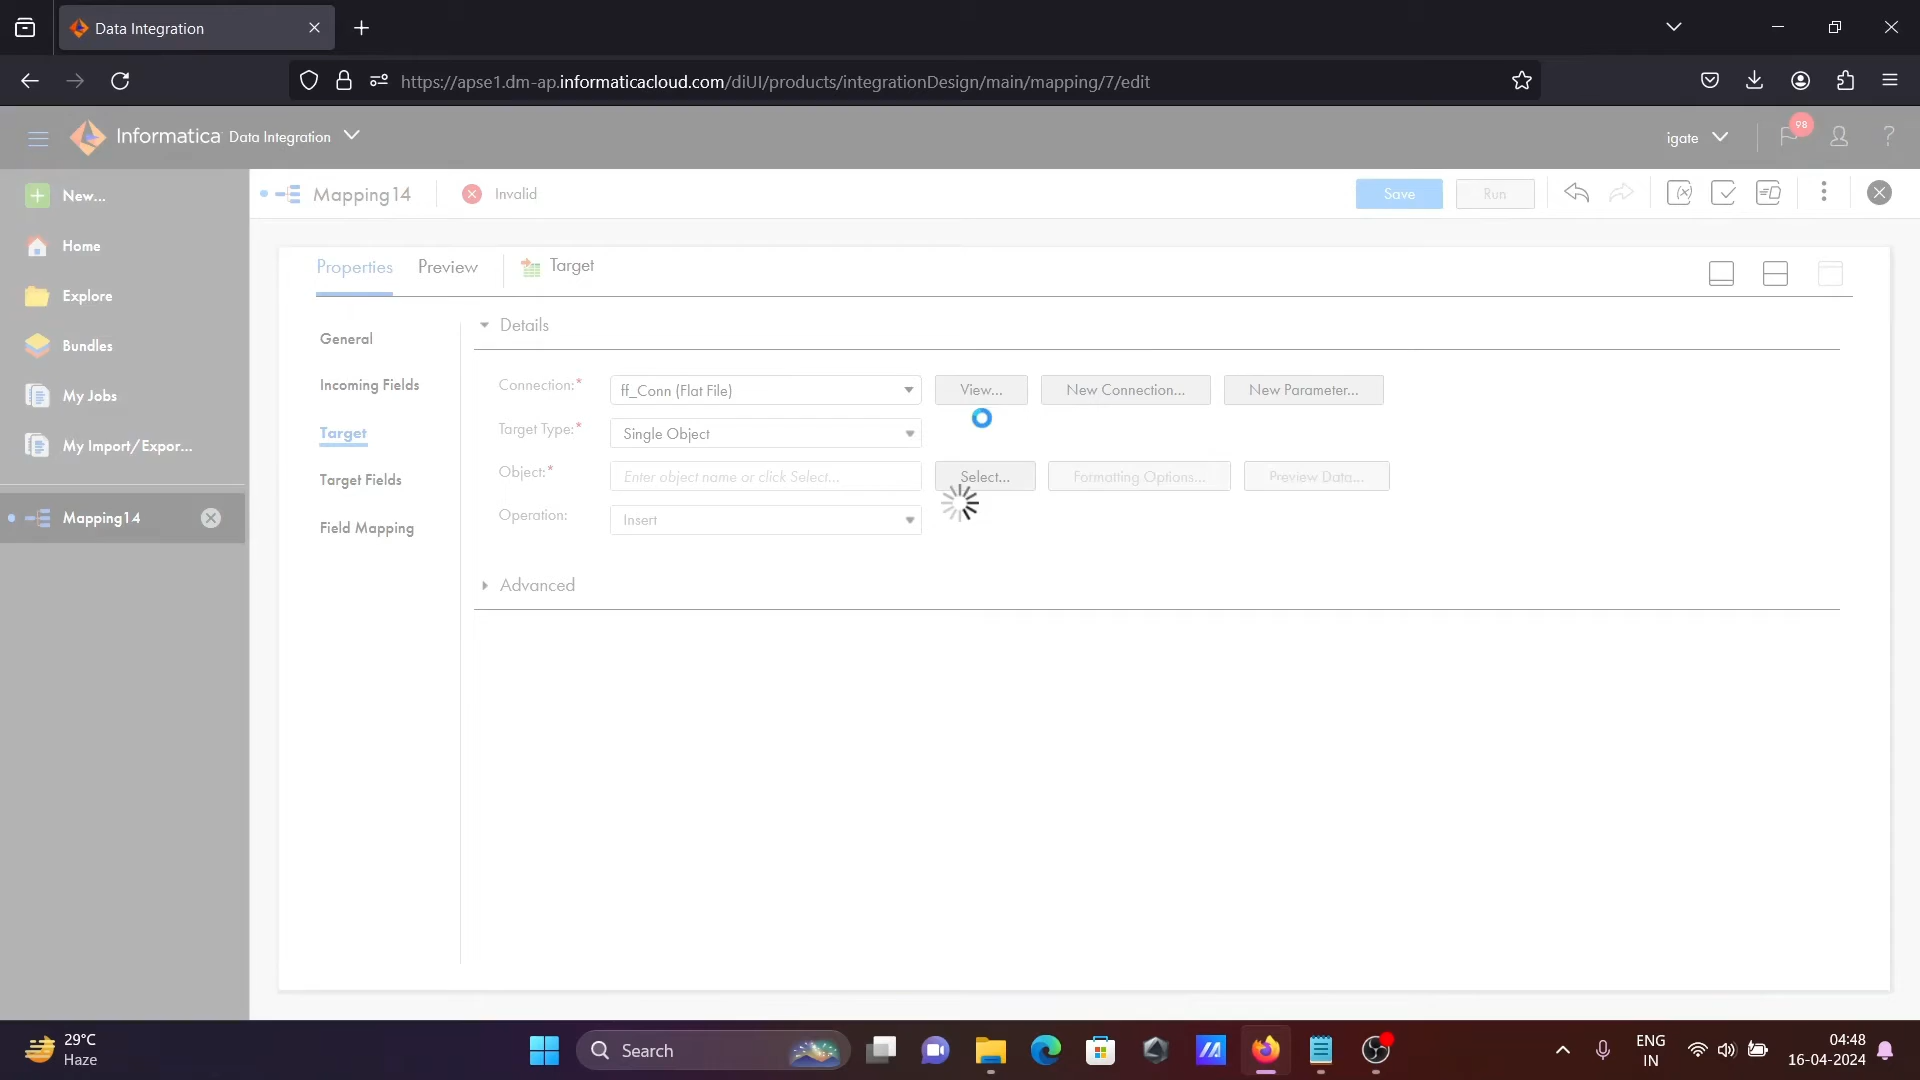 Data Integration
https://apse1.dm-ap.informaticacloud.com/diUI/products/integrationDesign/main/mapping/7/edit
Informatica Data Integration
igate
98
?
New...
Mapping14
Invalid
Save
Run
Home
Explore
Bundles
My Jobs
My Import/Expor...
Mapping14
Properties
Preview
Target
General
Incoming Fields
Target
Target Fields
Field Mapping
Details
Connection:*
ff_Conn (Flat File)
View...
New Connection...
New Parameter...
Target Type:*
Single Object
Object:*
Enter object name or click Select...
Select...
Formatting Options...
Preview Data...
Operation:
Insert
Advanced
29°C
Haze
Search
ENG
IN
04:48
16-04-2024